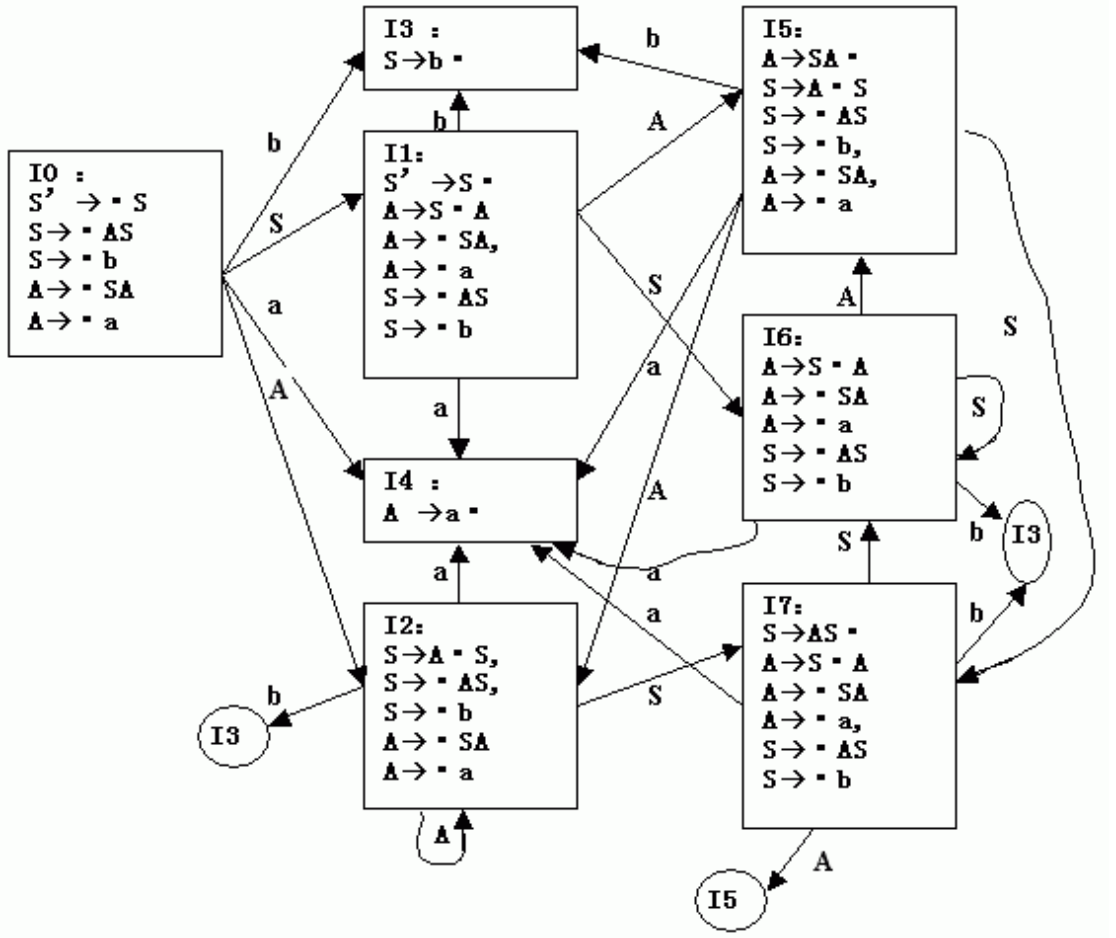 I3 :
S→b·
I5:
A→SA·
S→A·S
S→·AS
S→·b,
A→·SA,
A→·a
b
b
b
A
I0 :
S' →·S
S→·AS
S→·b
A→·SA
A→·a
I1:
S' →S·
A→S·A
A→·SA,
A→·a
S→·AS
S→·b
S
S
a
A
a
a
A
S
I6:
A→S·A
A→·SA
A→·a
S→·AS
S→·b
S
b
I3
I4 :
A →a·
A
S
a
a
a
I2:
S→A·S,
S→·AS,
S→·b
A→·SA
A→·a
I7:
S→AS·
A→S·A
A→·SA
A→·a,
S→·AS
S→·b
b
b
I3
S
A
A
I5